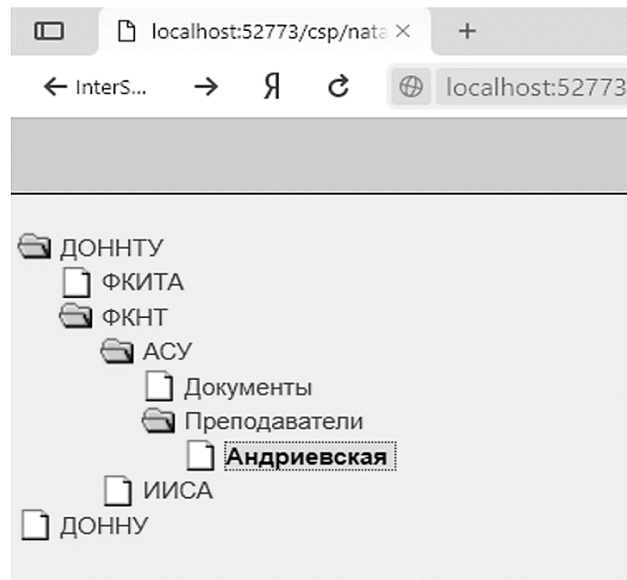 localhost:52773/csp/nata
InterS... Я localhost:52773
ДОННТУ
ФКИТА
ФКНТ
АСУ
Документы
Преподаватели
Андриевская
ИИСА
ДОННУ